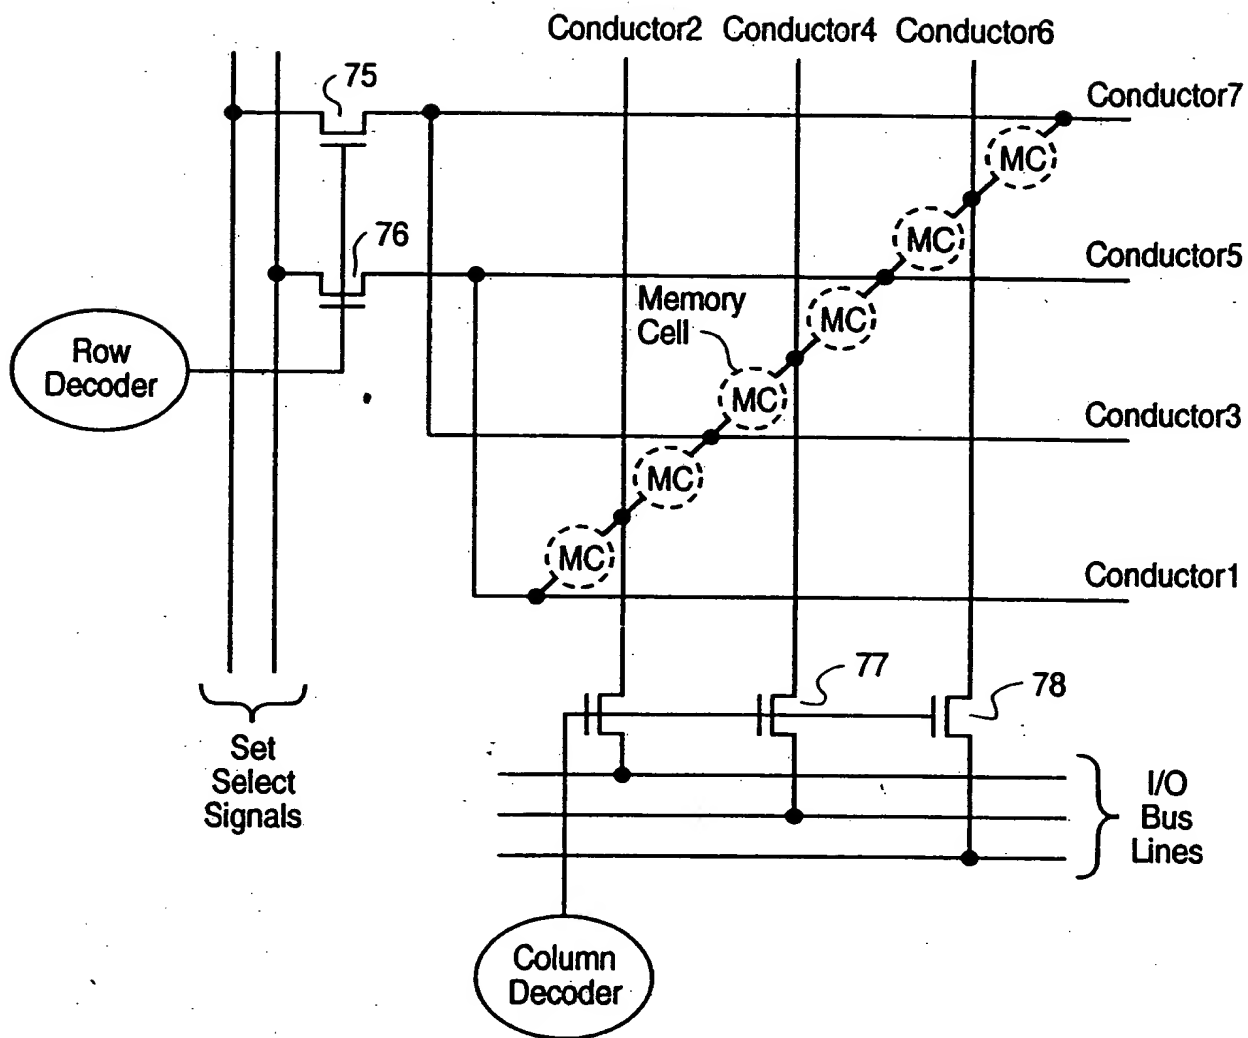 Conductor2 Conductor4 Conductor6
75
Conductor7
MC
76
MC
Conductor5
Memory
Cell
MC
Row
Decoder
MC
Conductor3
MC
MC
Conductor1
77
78
Set
Select
Signals
I/O
Bus
Lines
Column
Decoder